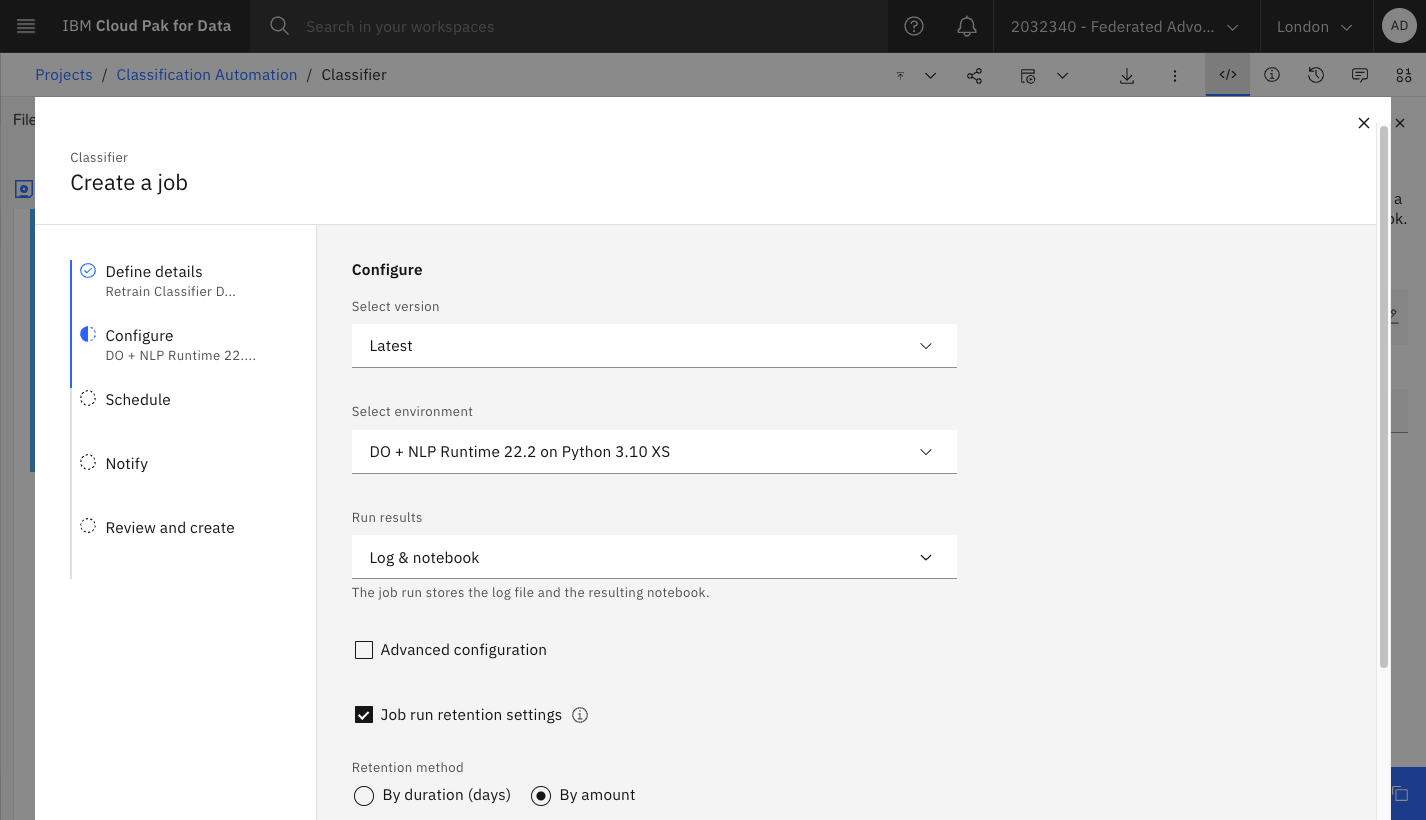 IBM Cloud Pak for Data
Search in your workspaces
2032340 - Federated Advo...
London
AD
Projects / Classification Automation / Classifier
File
a
ok.
Classifier
Create a job
Define details
Retrain Classifier D...
Configure
DO + NLP Runtime 22....
Schedule
Notify
Review and create
Configure
Select version
Latest
Select environment
DO + NLP Runtime 22.2 on Python 3.10 XS
Run results
Log & notebook
The job run stores the log file and the resulting notebook.
Advanced configuration
Job run retention settings
Retention method
By duration (days)
By amount